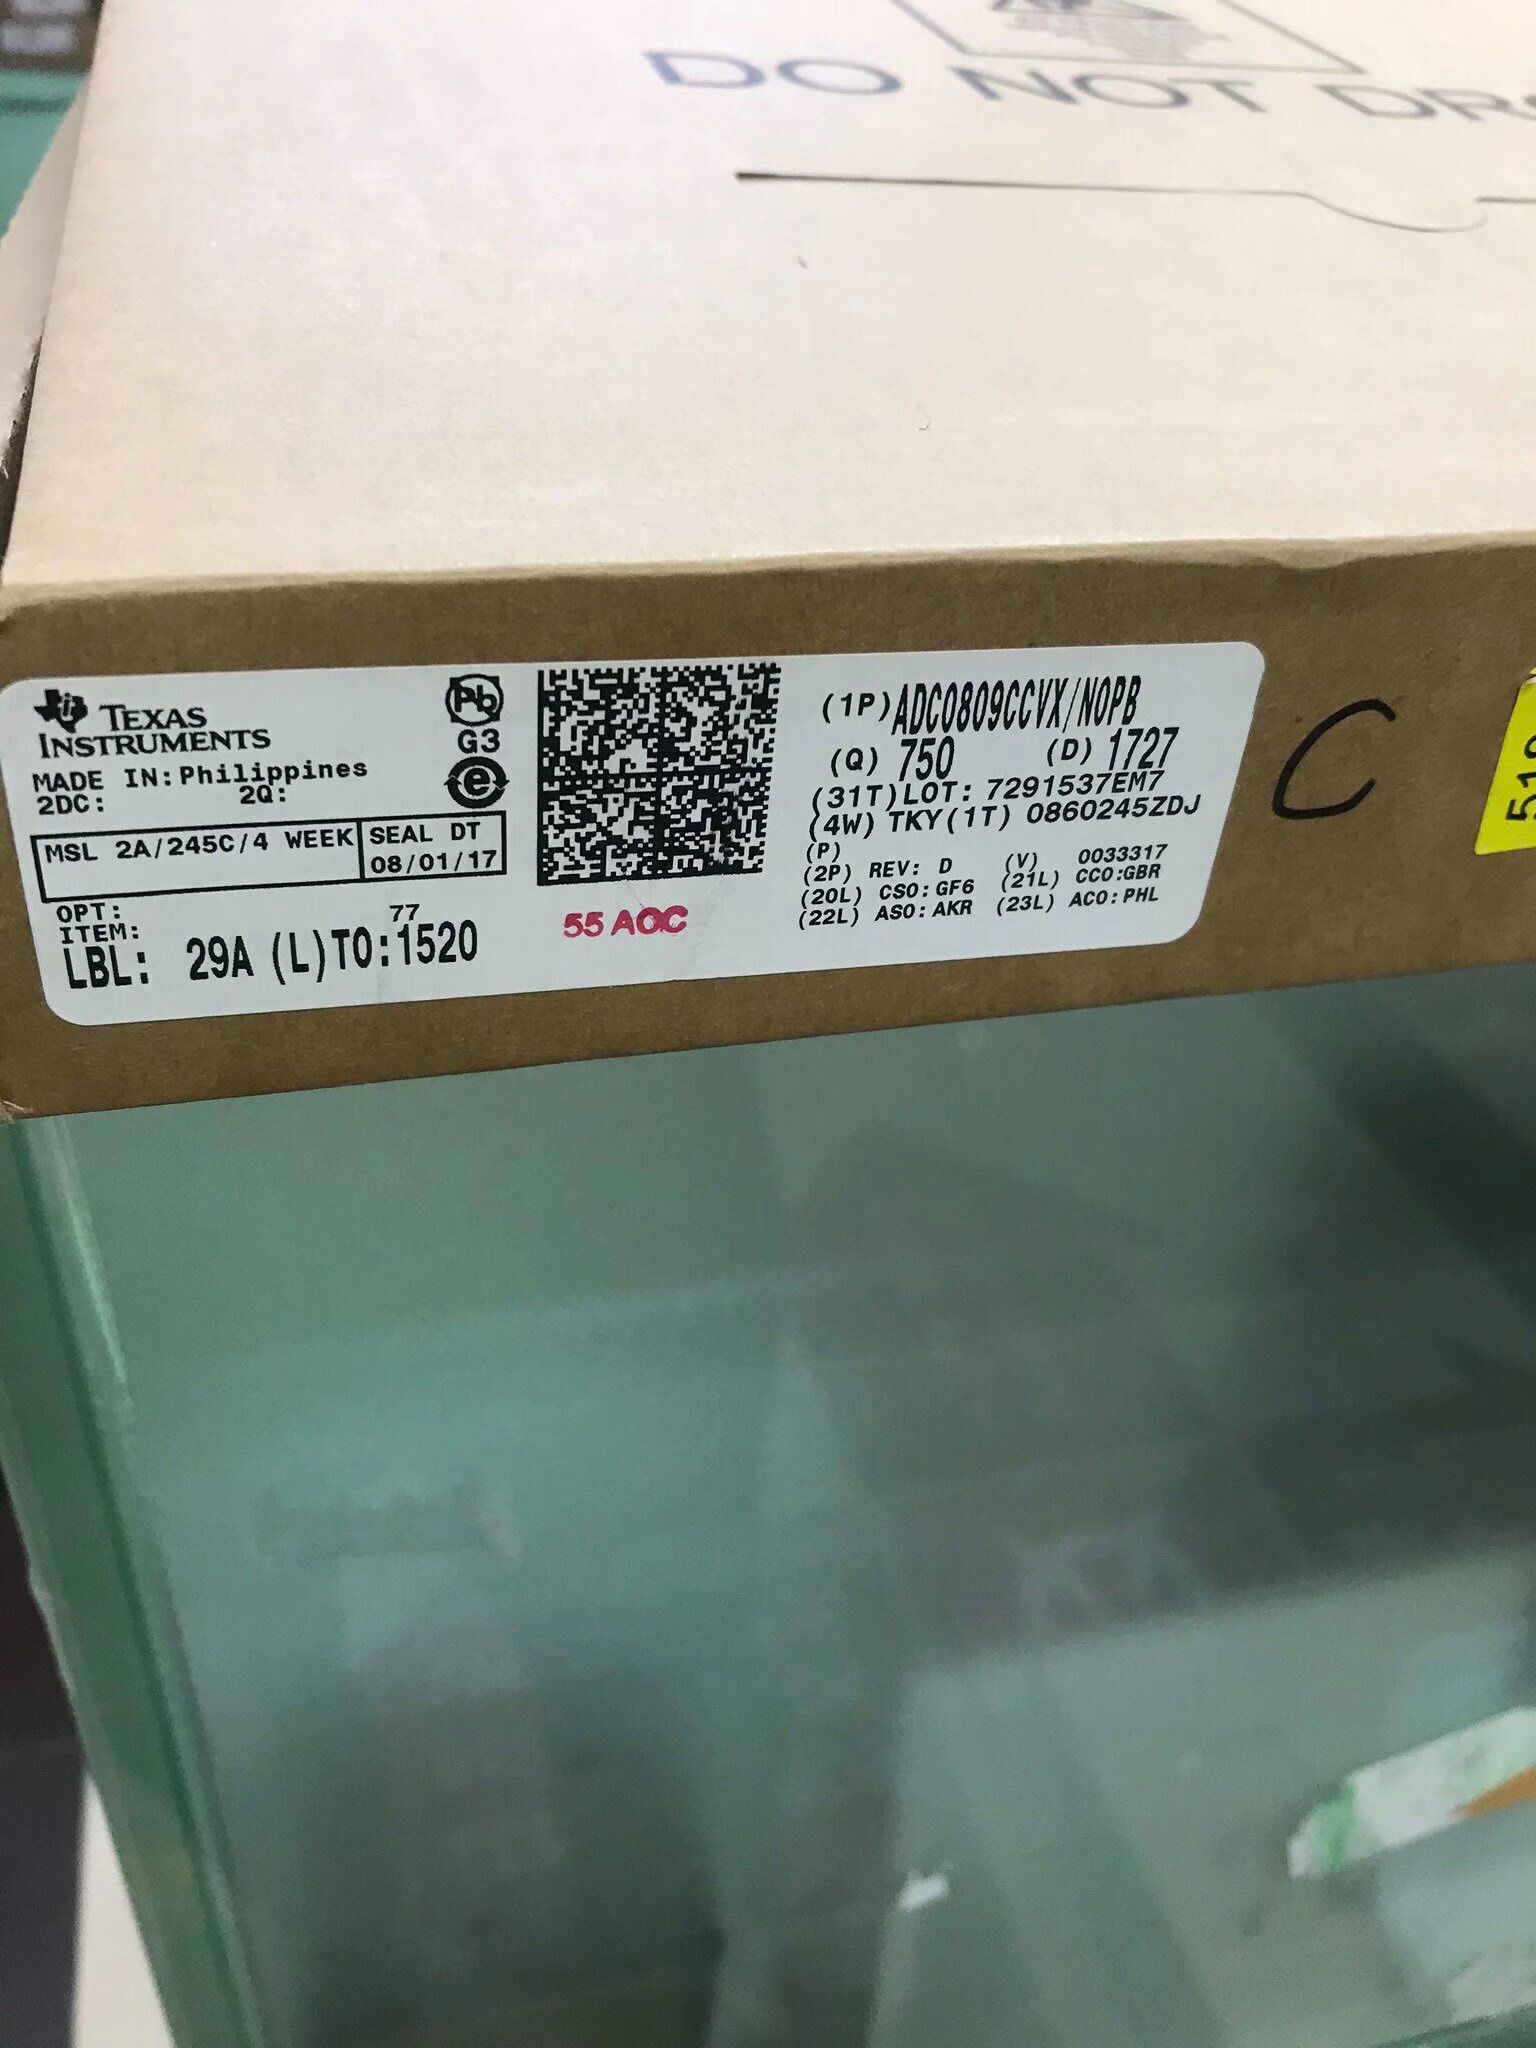 DO NOT DR
TEXAS
INSTRUMENTS
MADE IN: Philippines
2DC: 2Q:
Pb
G3
e
MSL 2A/245C/4 WEEK
SEAL DT
08/01/17
OPT:
ITEM: 77
LBL: 29A (L)TO:1520
55 AOC
(1P) ADC0809CCVX/NOPB
(Q) 750 (D) 1727
(31T) LOT: 7291537EM7
(4W) TKY (1T) 0860245ZDJ
(P)
(2P) REV: D (V) 0033317
(20L) CSO: GF6 (21L) CCO:GBR
(22L) ASO: AKR (23L) ACO: PHL
C